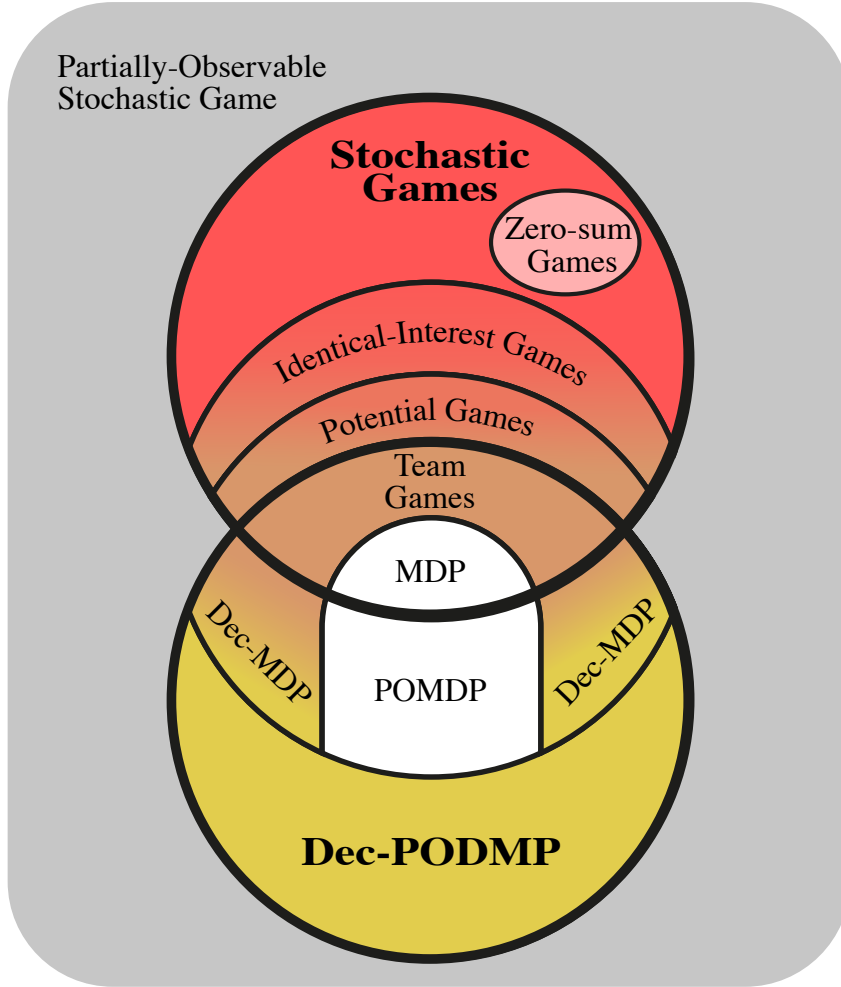 Partially-Observable
Stochastic Game
Stochastic
Games
Zero-sum
Games
Identical-Interest Games
Potential Games
Team
Games
MDP
Dec-MDP
Dec-MDP
POMDP
Dec-PODMP